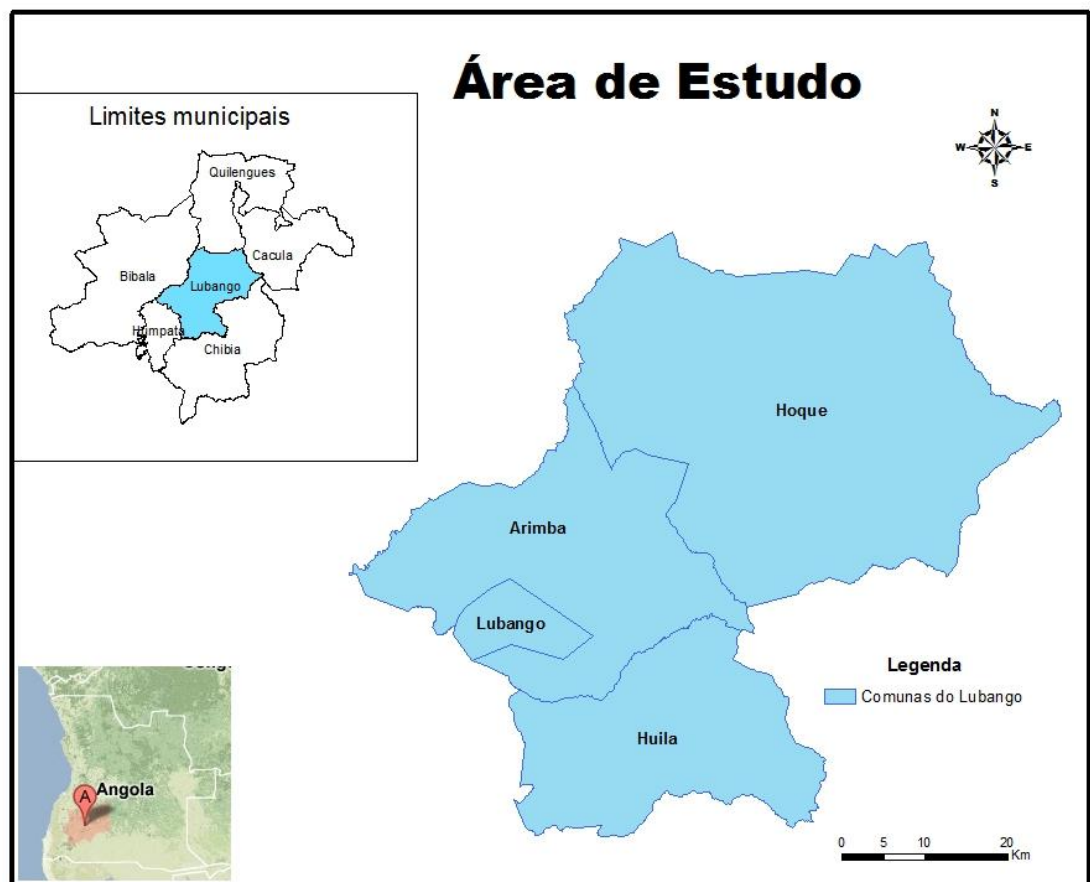 Área de Estudo
Limites municipais
Quilengues
Cacula
Bibala
Lubango
Humpata
Chibia
N
W E
S
Hoque
Arimba
Lubango
Huila
Legenda
Comunas do Lubango
Angola
A
0 5 10 20
Km